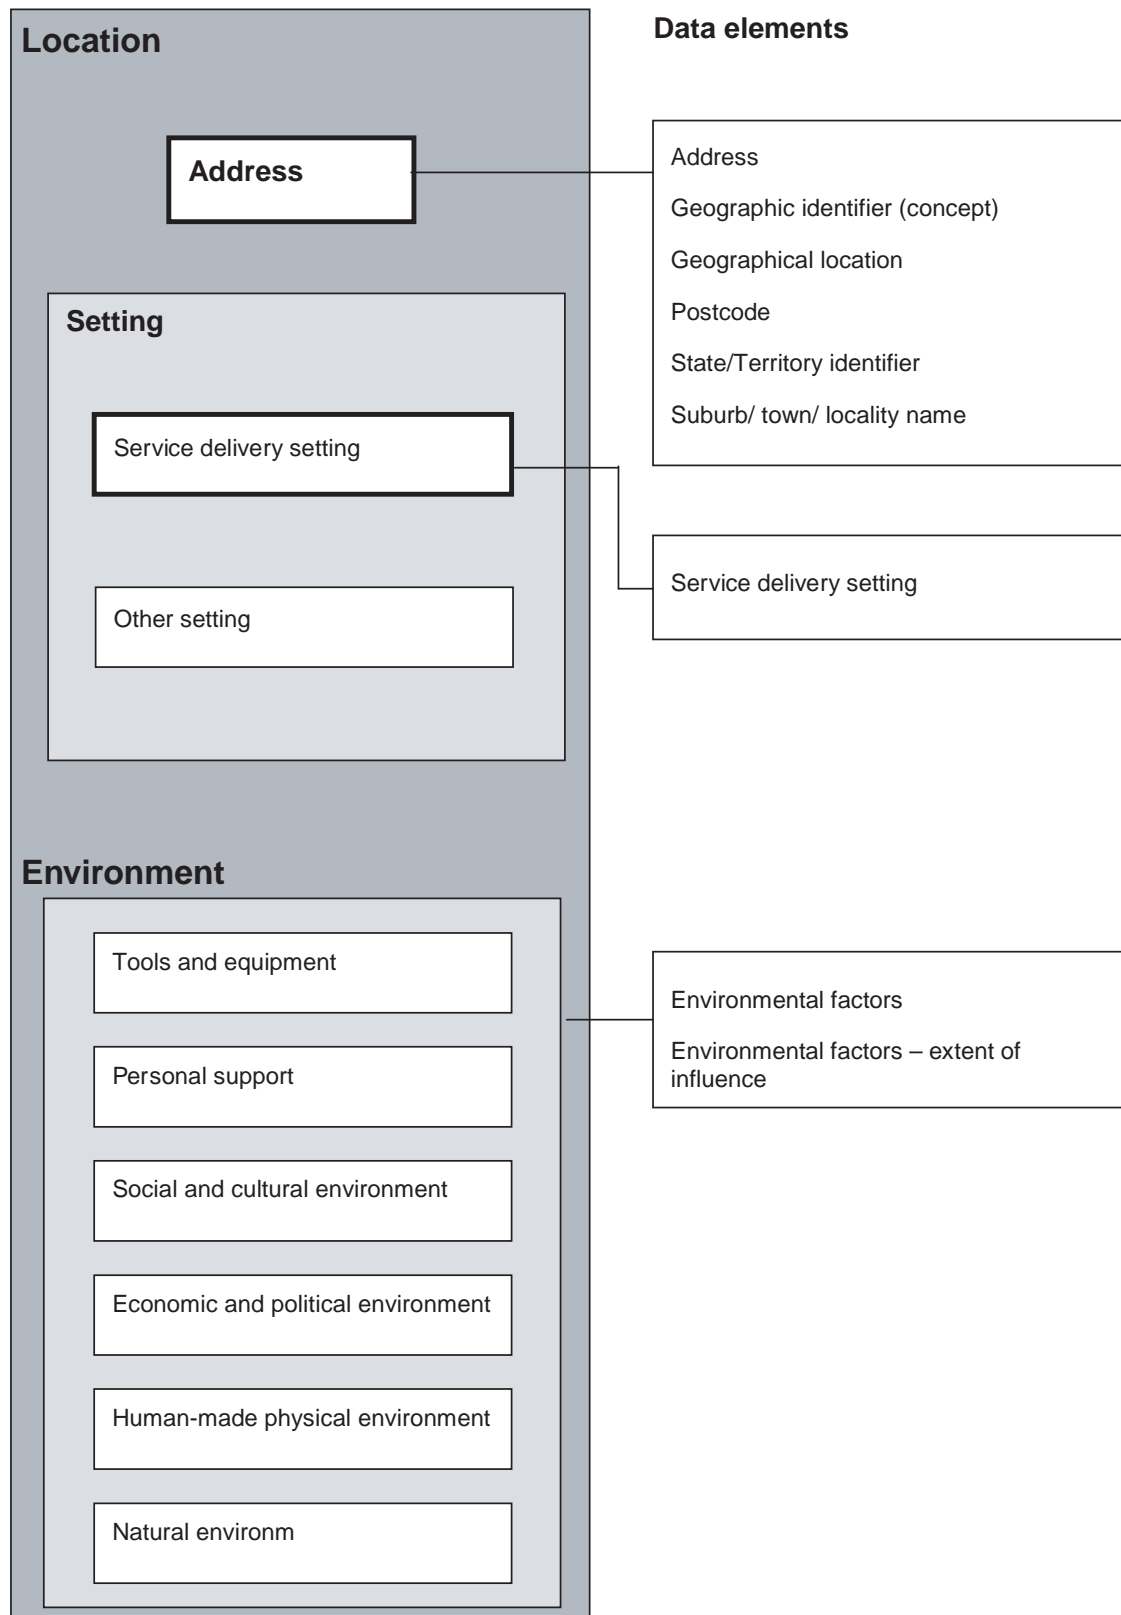 Location
Data elements
Address
Address
Geographic identifier (concept)
Geographical location
Postcode
State/Territory identifier
Suburb/ town/ locality name
Setting
Service delivery setting
Service delivery setting
Other setting
Environment
Tools and equipment
Environmental factors
Environmental factors – extent of
influence
Personal support
Social and cultural environment
Economic and political environment
Human-made physical environment
Natural environm